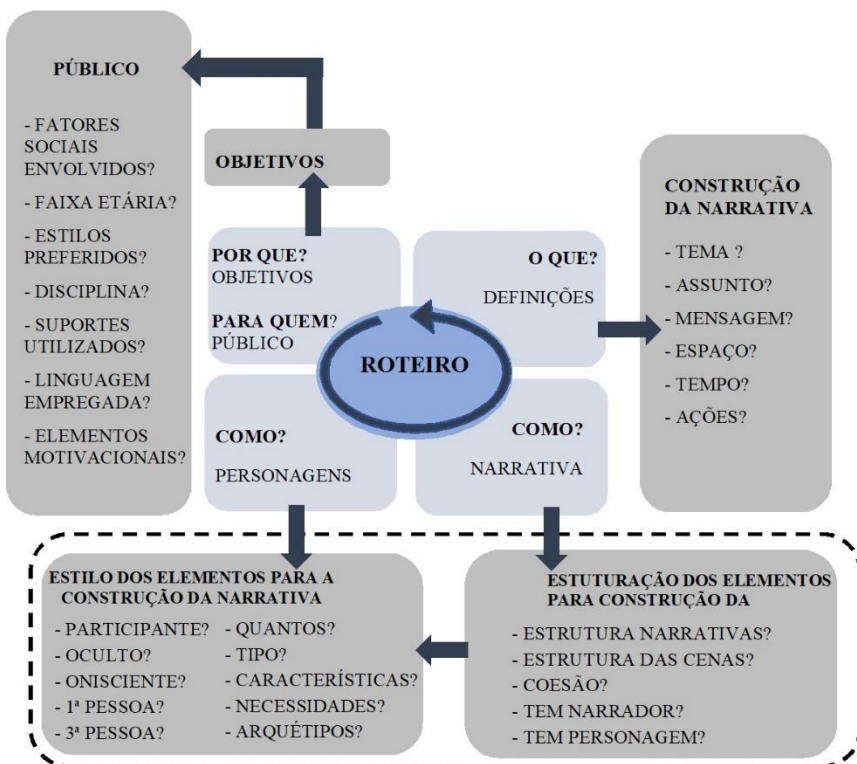 PÚBLICO
- FATORES
SOCIAIS
ENVOLVIDOS?
- FAIXA ETÁRIA?
- ESTILOS
PREFERIDOS?
- DISCIPLINA?
- SUPORTES
UTILIZADOS?
- LINGUAGEM
EMPREGADA?
- ELEMENTOS
MOTIVACIONAIS?
OBJETIVOS
POR QUE?
OBJETIVOS
PARA QUEM?
PÚBLICO
O QUE?
DEFINIÇÕES
ROTEIRO
COMO?
PERSONAGENS
COMO?
NARRATIVA
CONSTRUÇÃO
DA NARRATIVA
- TEMA ?
- ASSUNTO?
- MENSAGEM?
- ESPAÇO?
- TEMPO?
- AÇÕES?
ESTILO DOS ELEMENTOS PARA A
CONSTRUÇÃO DA NARRATIVA
- PARTICIPANTE?
- OCULTO?
- ONISCIENTE?
- 1ª PESSOA?
- 3ª PESSOA?
- QUANTOS?
- TIPO?
- CARACTERÍSTICAS?
- NECESSIDADES?
- ARQUÉTIPOS?
ESTUTURAÇÃO DOS ELEMENTOS
PARA CONSTRUÇÃO DA
- ESTRUTURA NARRATIVAS?
- ESTRUTURA DAS CENAS?
- COESÃO?
- TEM NARRADOR?
- TEM PERSONAGEM?